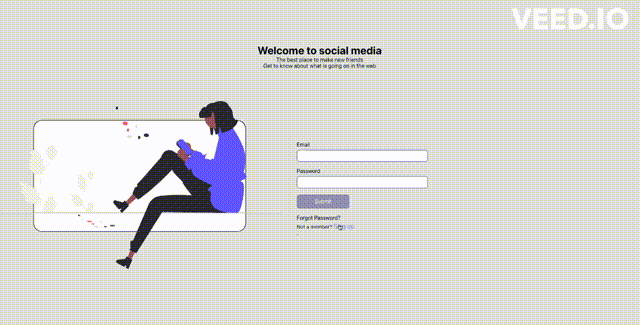 VEED.IO
Welcome to social media
The best place to make new friends
Get to know about what is going on in the web
Email
Password
Submit
Forgot Password?
Not a member? Sign up